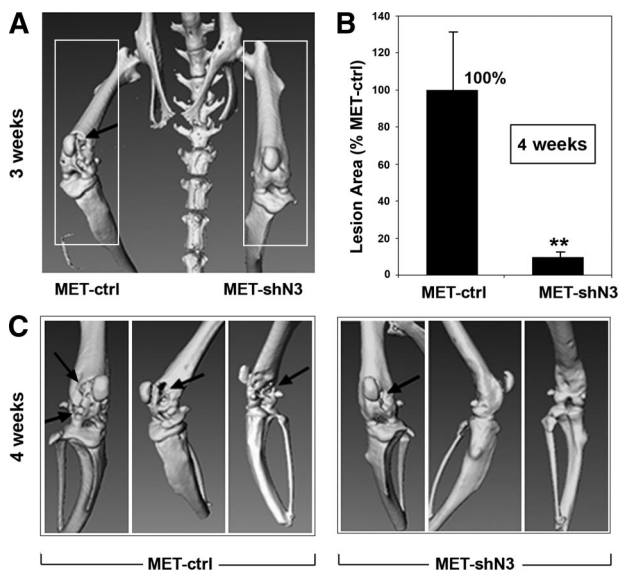 A
3 weeks
MET-ctrl
MET-shN3
B
Lesion Area (% MET-ctrl)
140
120
100
80
60
40
20
0
100%
4 weeks
**
MET-ctrl
MET-shN3
C
4 weeks
MET-ctrl
MET-shN3